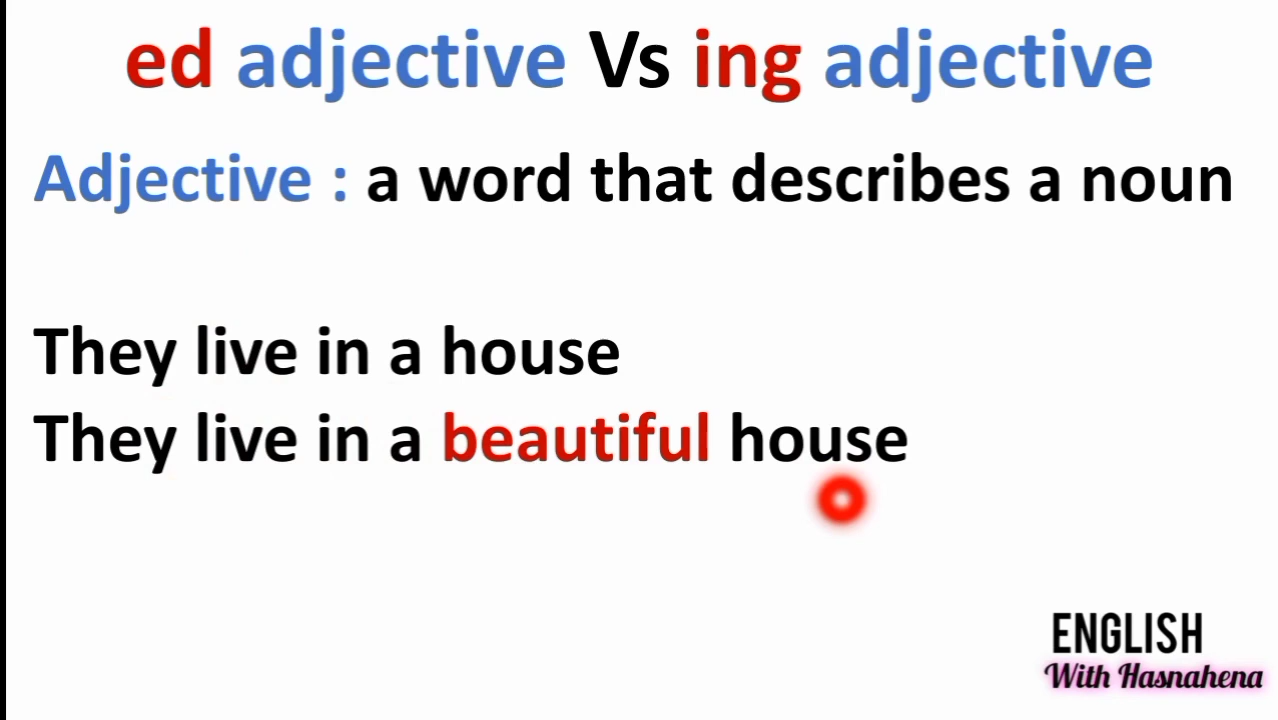 ed adjective Vs ing adjective
Adjective : a word that describes a noun
They live in a house
They live in a beautiful house
ENGLISH
With Hasnahena